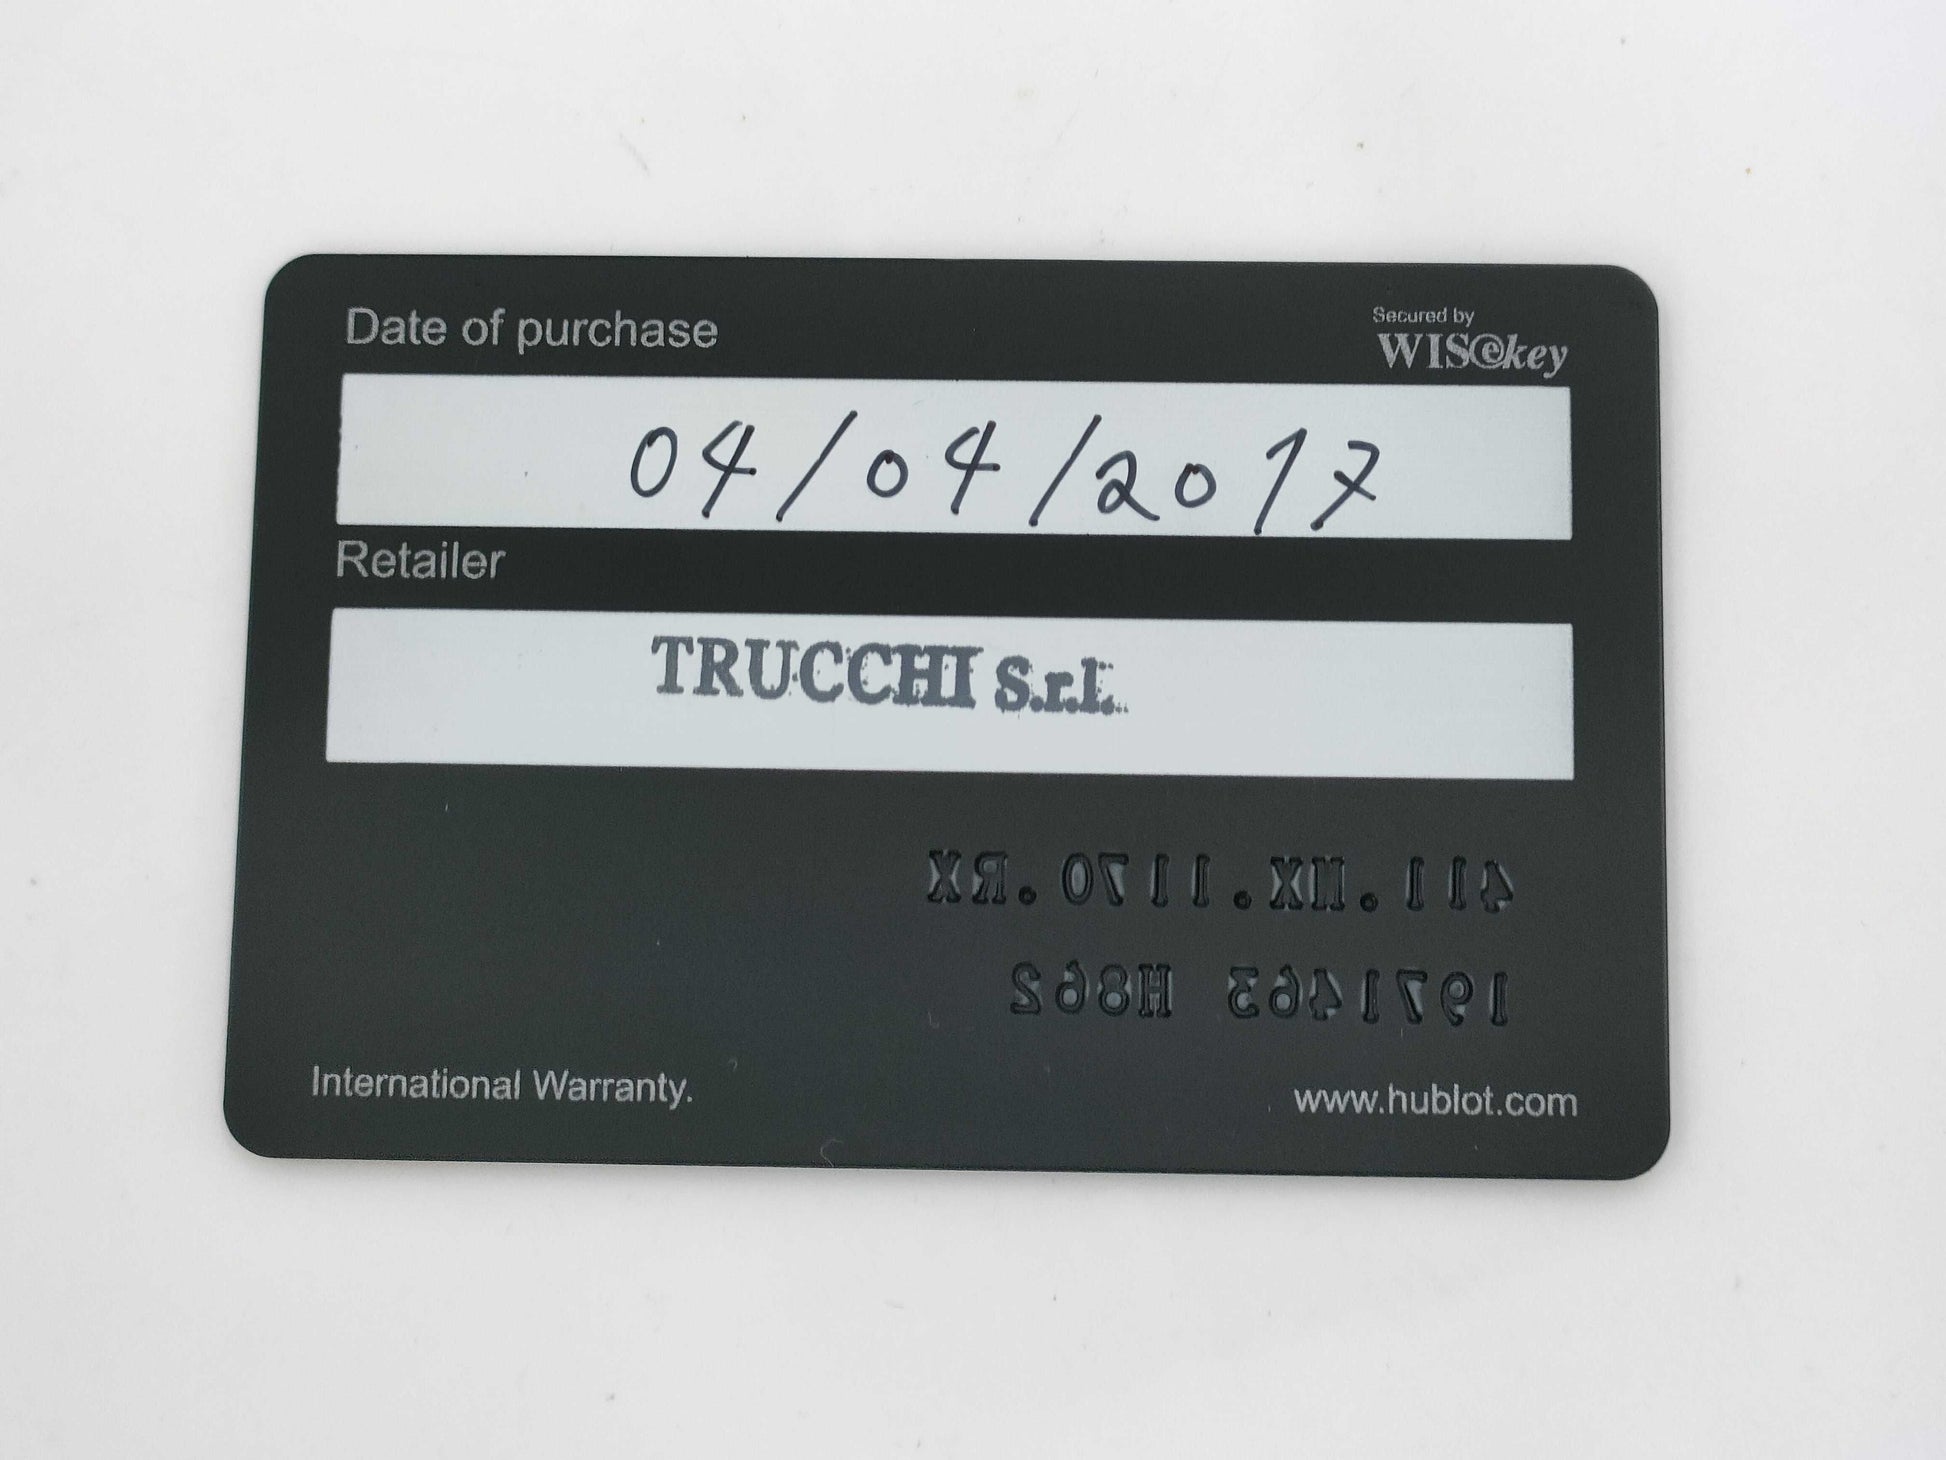 Date of purchase
Secured by
WISekey
04/04/2017
Retailer
TRUCCHI S.r.l.
411.NX.1170.RX
1971463 H862
International Warranty.
www.hublot.com